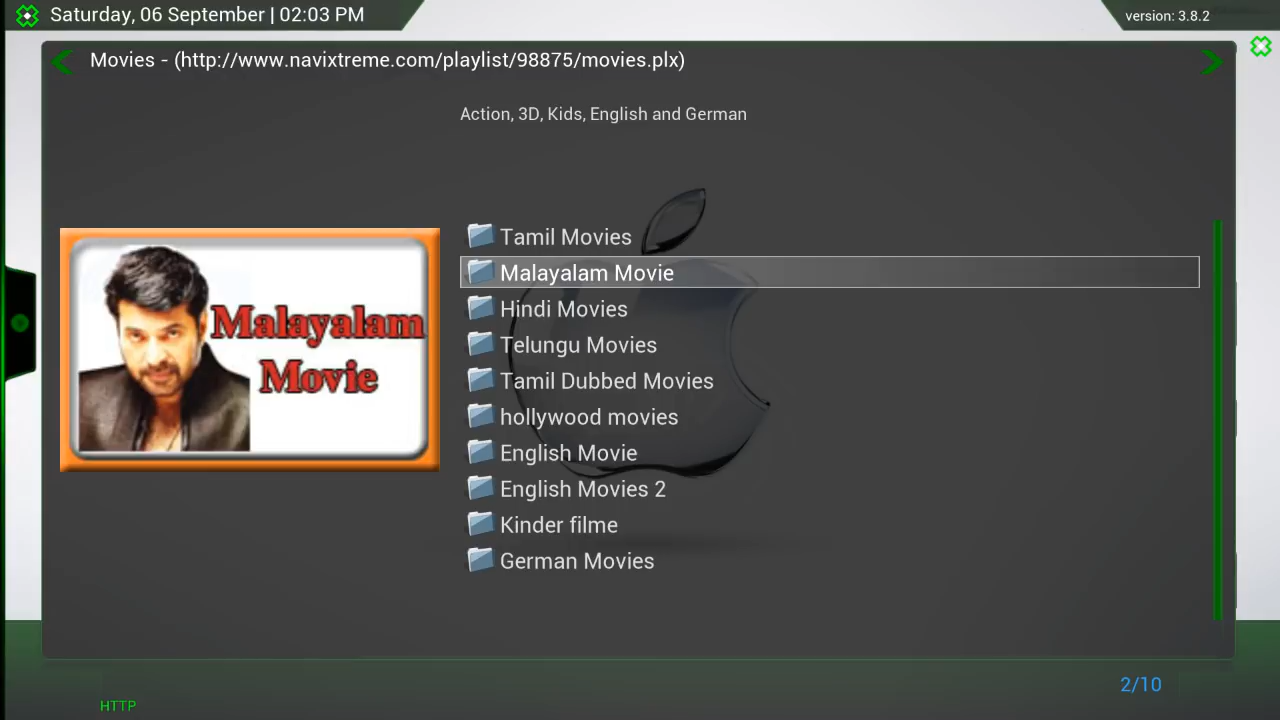 Saturday, 06 September | 02:03 PM
version: 3.8.2
Movies - (http://www.navixtreme.com/playlist/98875/movies.plx)
Action, 3D, Kids, English and German
Malayalam
Movie
Tamil Movies
Malayalam Movie
Hindi Movies
Telungu Movies
Tamil Dubbed Movies
hollywood movies
English Movie
English Movies 2
Kinder filme
German Movies
2/10
HTTP